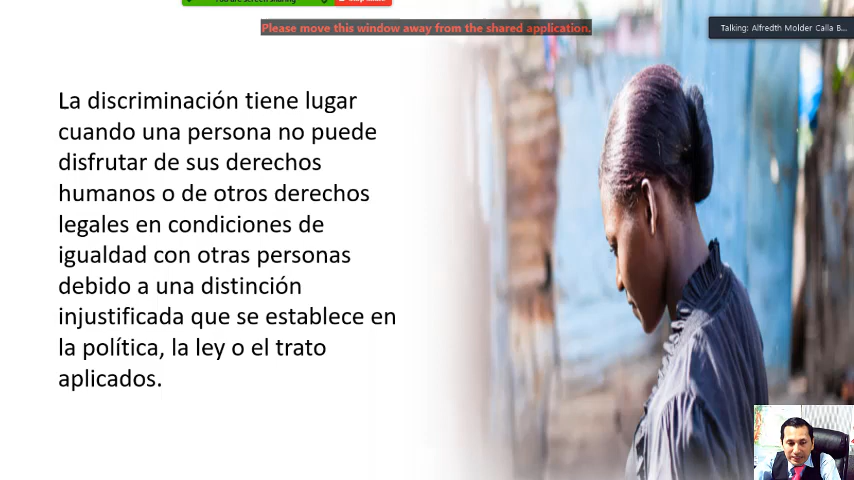 Please move this window away from the shared application.
Talking: Alfredth Molder Calla B...
La discriminación tiene lugar
cuando una persona no puede
disfrutar de sus derechos
humanos o de otros derechos
legales en condiciones de
igualdad con otras personas
debido a una distinción
injustificada que se establece en
la política, la ley o el trato
aplicados.